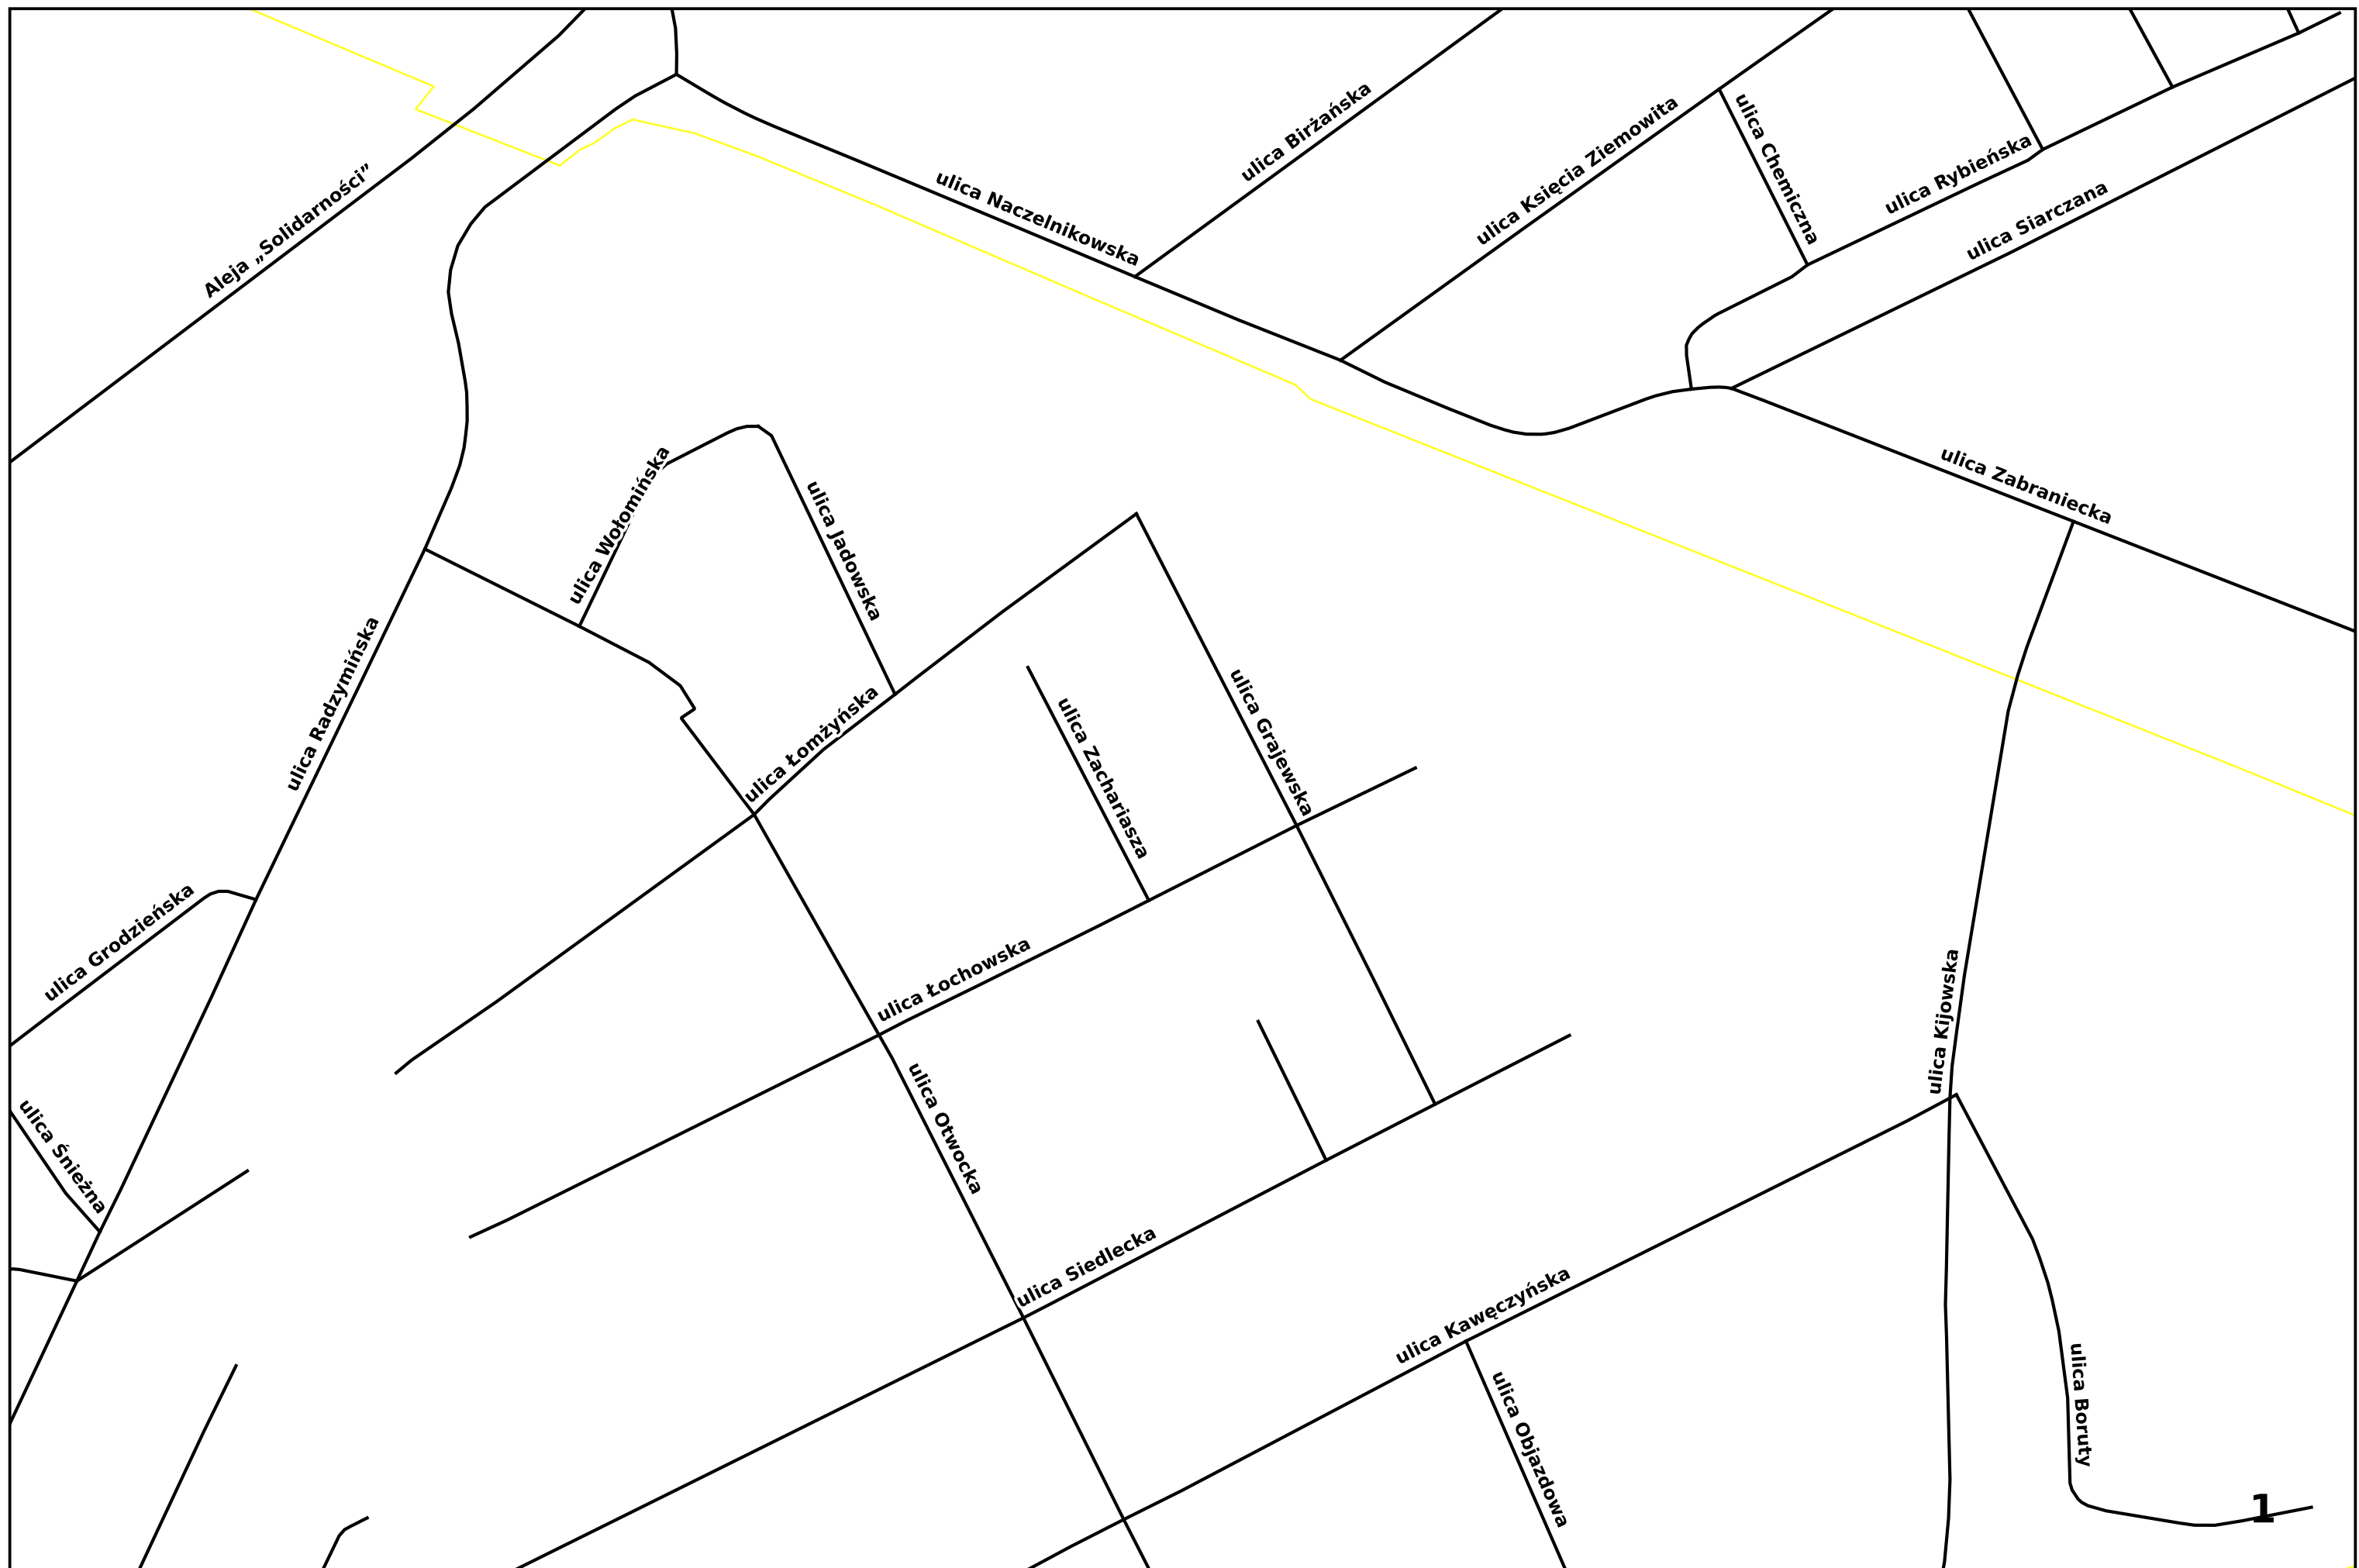 ulica Birżańska
ulica Księcia Ziemowita
ulica Chemiczna
ulica Rybieńska
ulica Siarczana
Aleja „Solidarności”
ulica Naczelnikowska
ulica Zabraniecka
ulica Wołomińska
ulica Jadowska
ulica Radzymińska
ulica Łomżyńska
ulica Zachariasza
ulica Grajewska
ulica Grodzieńska
ulica Łochowska
ulica Kijowska
ulica Śnieżna
ulica Otwocka
ulica Siedlecka
ulica Kawęczyńska
ulica Objazdowa
ulica Boruty
1